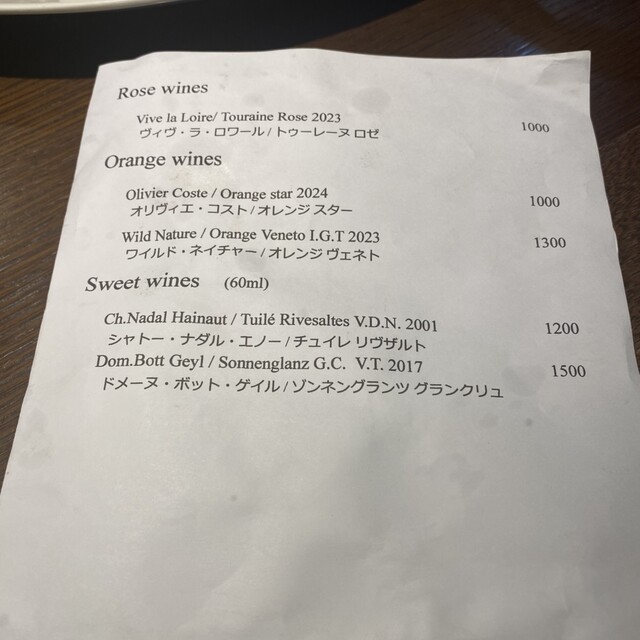 Rose wines
Vive la Loire/ Touraine Rose 2023 1000
ヴィヴ・ラ・ロワール / トゥーレーヌ ロゼ
Orange wines
Olivier Coste / Orange star 2024 1000
オリヴィエ・コスト / オレンジ スター
Wild Nature / Orange Veneto I.G.T 2023 1300
ワイルド・ネイチャー / オレンジ ヴェネト
Sweet wines (60ml)
Ch.Nadal Hainaut / Tuilé Rivesaltes V.D.N. 2001 1200
シャトー・ナダル・エノー / チュイレ リヴザルト
Dom.Bott Geyl / Sonnenglanz G.C. V.T. 2017 1500
ドメーヌ・ボット・ゲイル / ゾンネングランツ グランクリュ